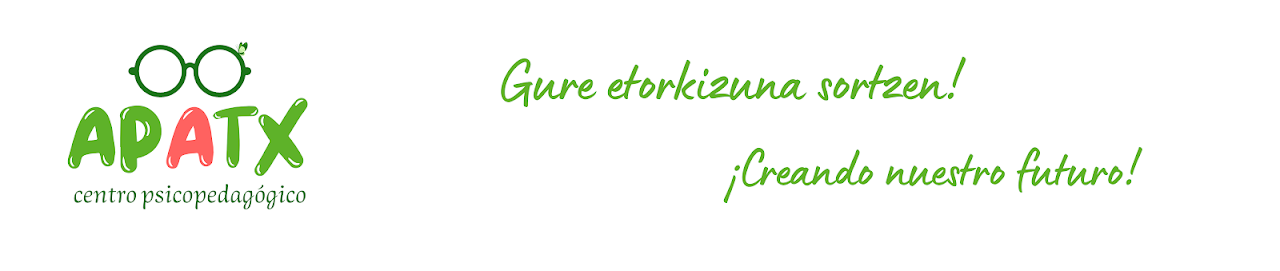 APATX
centro psicopedagógico
Gure etorkizuna sortzen!
¡Creando nuestro futuro!